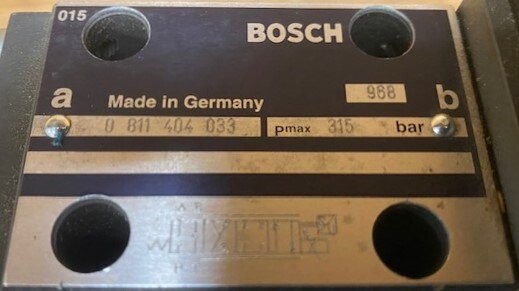 015
BOSCH
968
a
b
Made in Germany
0 811 404 033
pmax 315 bar